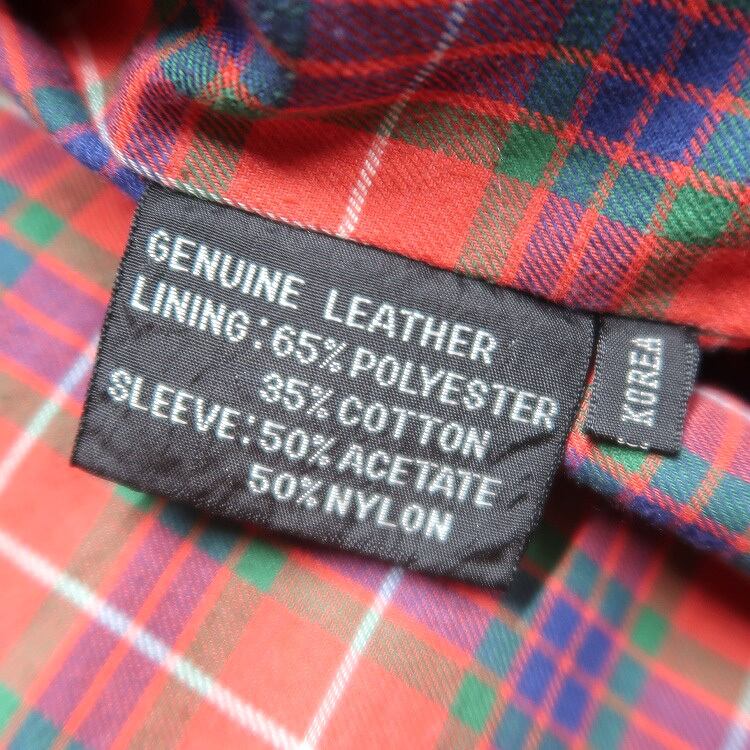 GENUINE LEATHER
LINING: 65% POLYESTER
35% COTTON
SLEEVE: 50% ACETATE
50% NYLON
KOREA